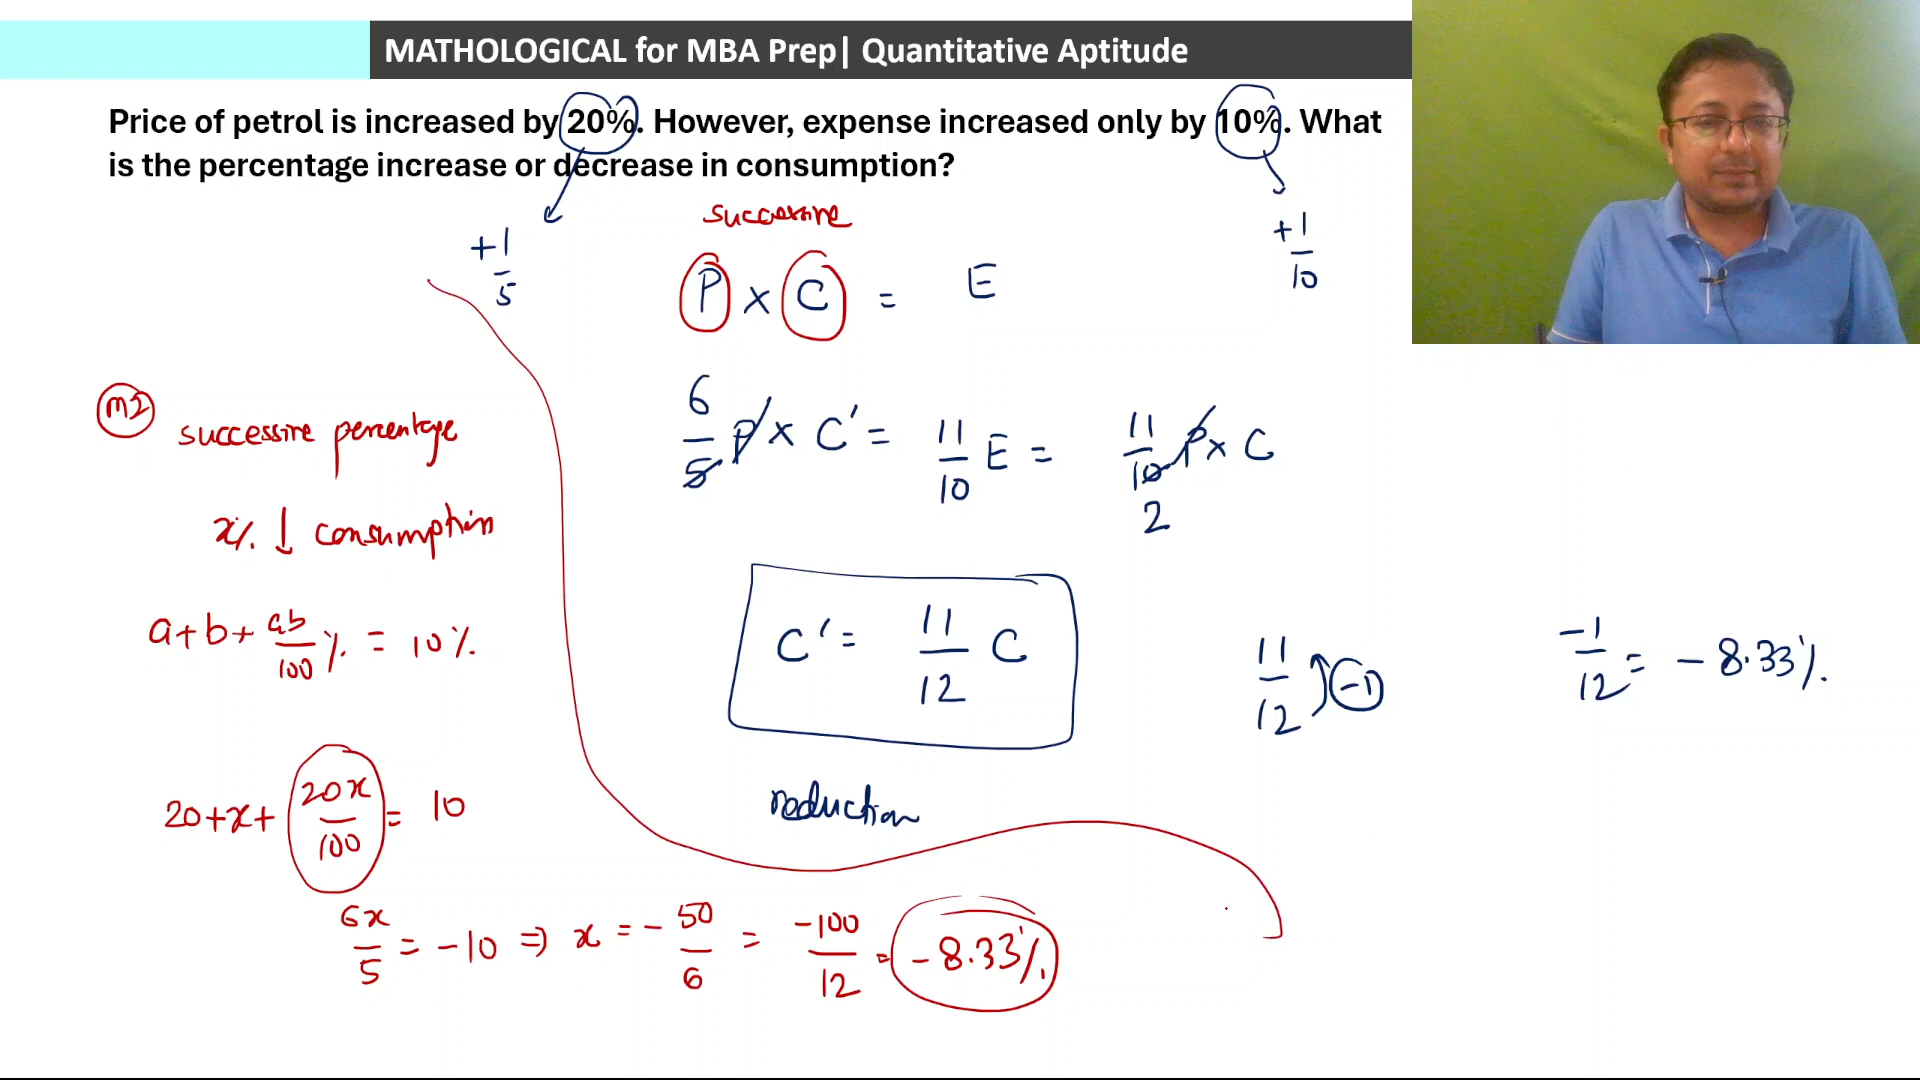 MATHOLOGICAL for MBA Prep| Quantitative Aptitude
Price of petrol is increased by 20%. However, expense increased only by 10%. What
is the percentage increase or decrease in consumption?
+1/5
successive
+1/10
P × C = E
6/5 P × C' = 11/10 E = 11/10 P × C
2
C' = 11/12 C
11/12 -1
-1/12 = - 8.33%.
reduction
m2
successive percentage
x%. ↓ consumption
a+b+ ab/100 %. = 10%.
20+x+ 20x/100 = 10
6x/5 = -10 ⇒ x = - 50/6 = -100/12 = -8.33%.